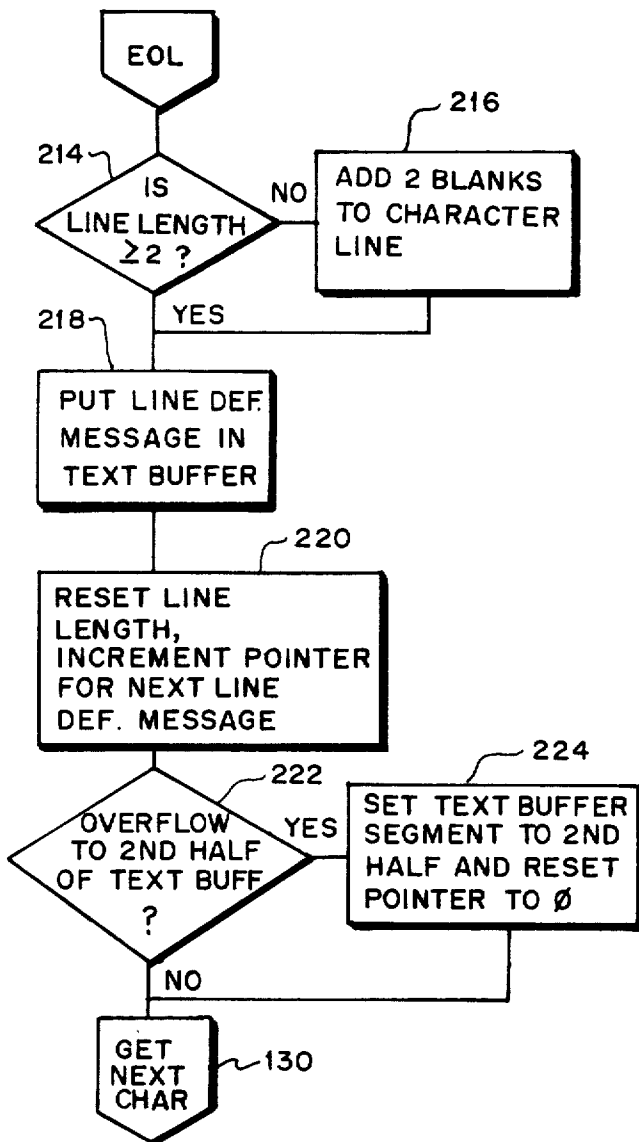 EOL
216
214
IS
LINE LENGTH
≥2 ?
NO
ADD 2 BLANKS
TO CHARACTER
LINE
YES
218
PUT LINE DEF.
MESSAGE IN
TEXT BUFFER
220
RESET LINE
LENGTH,
INCREMENT POINTER
FOR NEXT LINE
DEF. MESSAGE
222
OVERFLOW
TO 2ND HALF
OF TEXT BUFF
?
YES
224
SET TEXT BUFFER
SEGMENT TO 2ND
HALF AND RESET
POINTER TO Ø
NO
GET
NEXT
CHAR
130